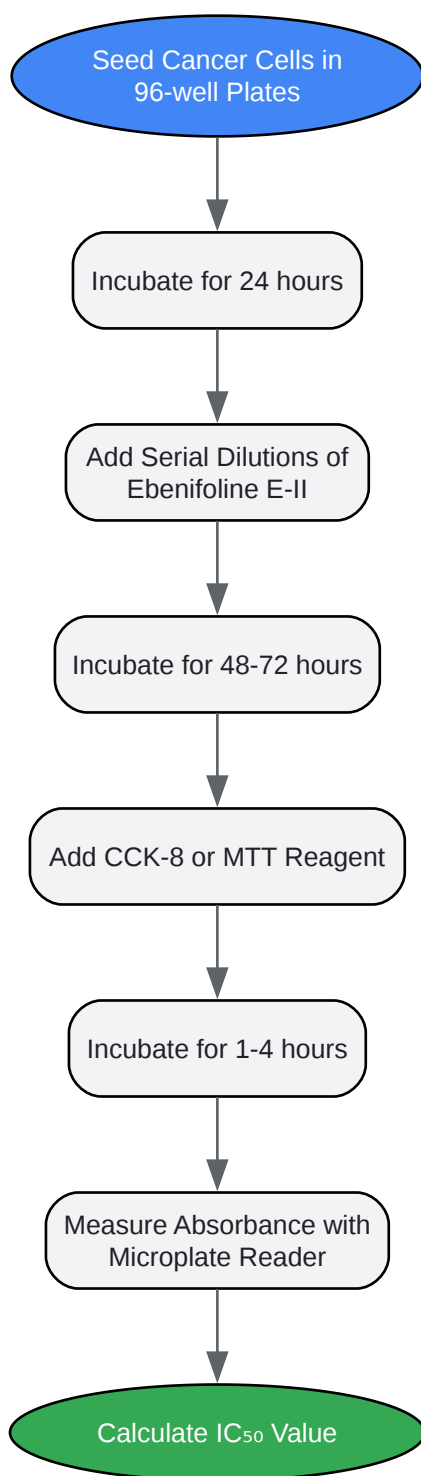 Seed Cancer Cells in
96-well Plates
Incubate for 24 hours
Add Serial Dilutions of
Ebenifoline E-II
Incubate for 48-72 hours
Add CCK-8 or MTT Reagent
Incubate for 1-4 hours
Measure Absorbance with
Microplate Reader
Calculate IC₅₀ Value